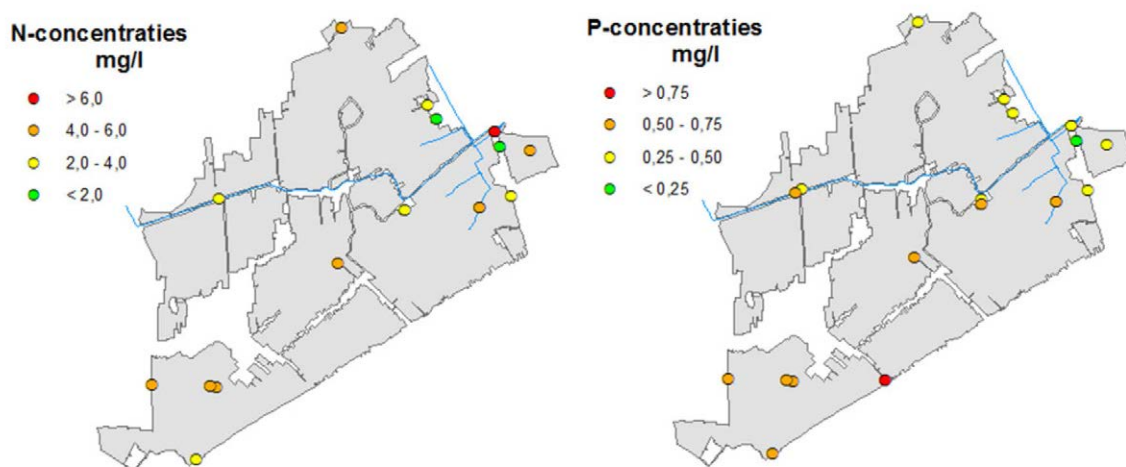 N-concentraties
mg/l
> 6,0
4,0 - 6,0
2,0 - 4,0
< 2,0
P-concentraties
mg/l
> 0,75
0,50 - 0,75
0,25 - 0,50
< 0,25